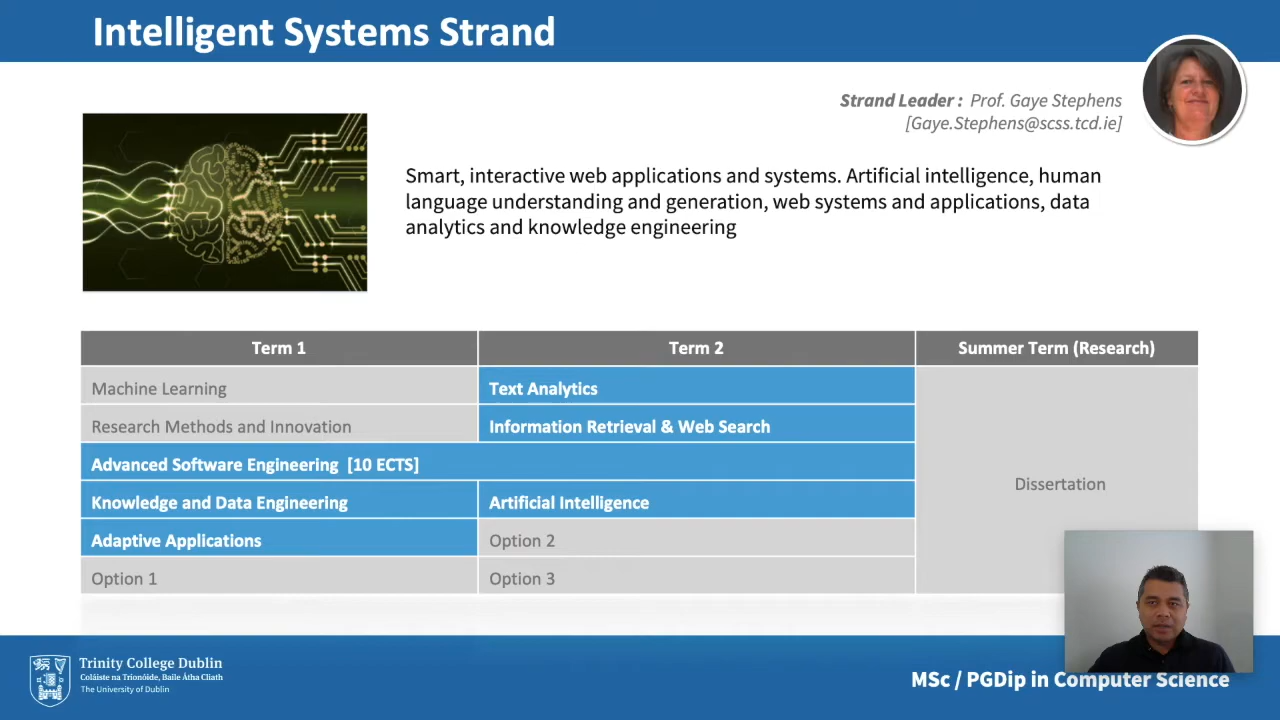 Intelligent Systems Strand
Strand Leader : Prof. Gaye Stephens
[Gaye.Stephens@scss.tcd.ie]
Smart, interactive web applications and systems. Artificial intelligence, human
language understanding and generation, web systems and applications, data
analytics and knowledge engineering
Term 1
Term 2
Summer Term (Research)
Machine Learning
Text Analytics
Research Methods and Innovation
Information Retrieval & Web Search
Advanced Software Engineering [10 ECTS]
Knowledge and Data Engineering
Artificial Intelligence
Dissertation
Adaptive Applications
Option 2
Option 1
Option 3
Trinity College Dublin
Coláiste na Tríonóide, Baile Átha Cliath
The University of Dublin
MSc / PGDip in Computer Science